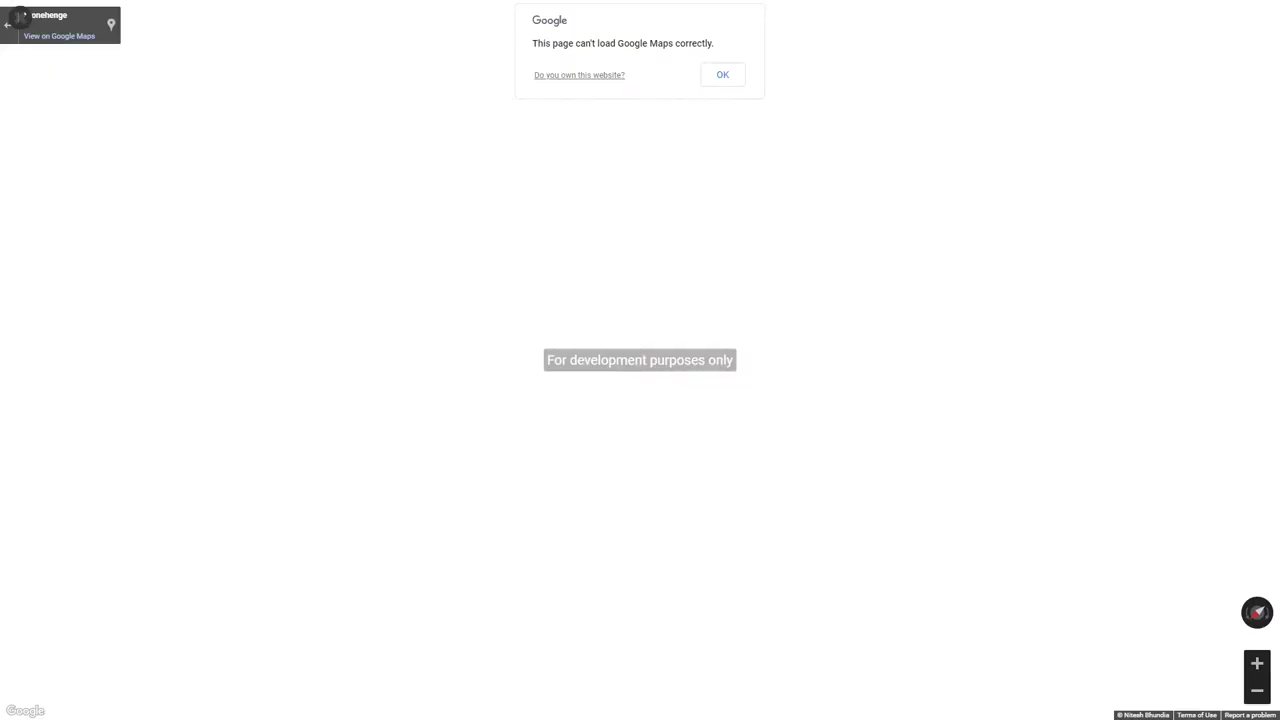 onehenge
View on Google Maps
Google
This page can't load Google Maps correctly.
Do you own this website?
OK
For development purposes only
Google
© Nitesh Bhundia
Terms of Use
Report a problem